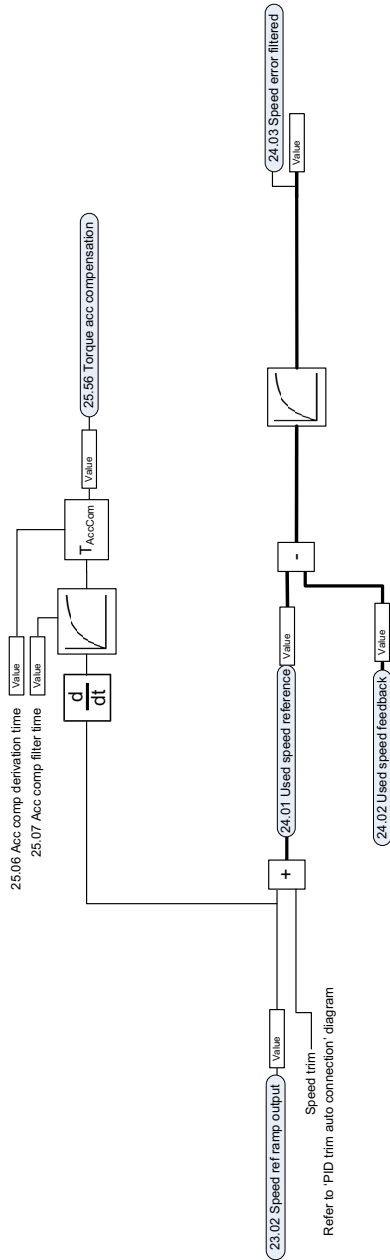 25.06 Acc comp derivation time
Value
25.07 Acc comp filter time
Value
d
dt
TAccCom
Value
25.56 Torque acc compensation
23.02 Speed ref ramp output
Value
Speed trim
Refer to 'PID trim auto connection' diagram
+
24.01 Used speed reference
Value
24.02 Used speed feedback
Value
-
24.03 Speed error filtered
Value